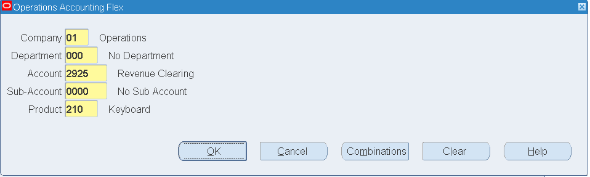 Operations Accounting Flex
Company 01 Operations
Department 000 No Department
Account 2925 Revenue Clearing
Sub-Account 0000 No Sub Account
Product 210 Keyboard
OK Cancel Combinations Clear Help